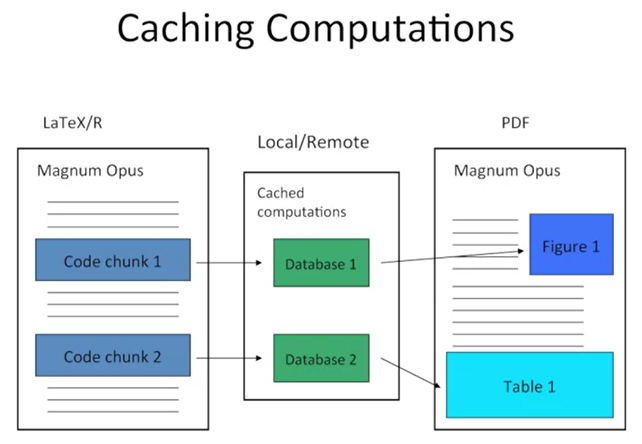 Caching Computations
LaTeX/R
Local/Remote
PDF
Magnum Opus
Cached
computations
Magnum Opus
Code chunk 1
Database 1
Figure 1
Code chunk 2
Database 2
Table 1